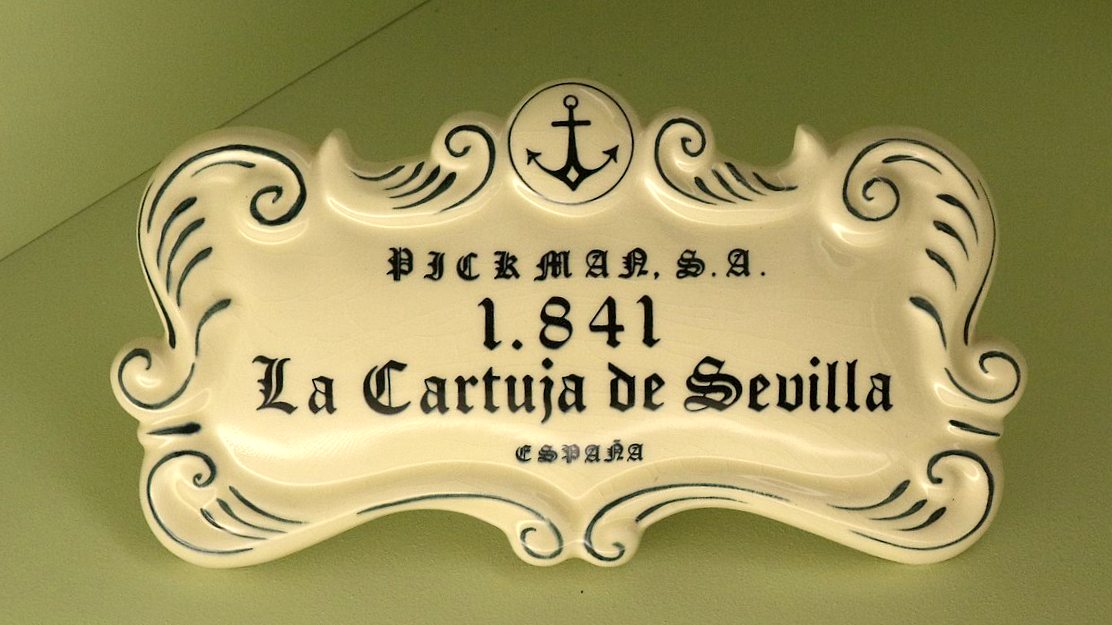 PICKMAN, S.A.
1.841
La Cartuja de Sevilla
ESPAÑA